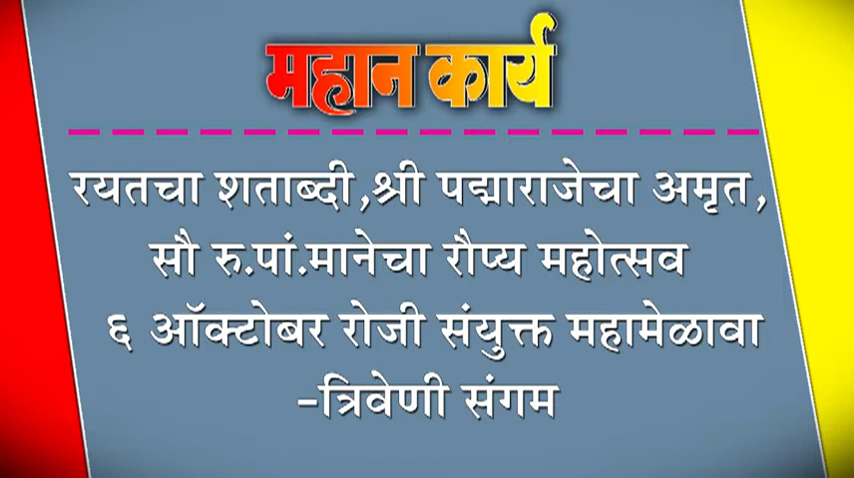 महान कार्य
रयतचा शताब्दी,श्री पद्माराजेचा अमृत,
सौ रु.पां.मानेचा रौप्य महोत्सव
६ ऑक्टोबर रोजी संयुक्त महामेळावा
-त्रिवेणी संगम